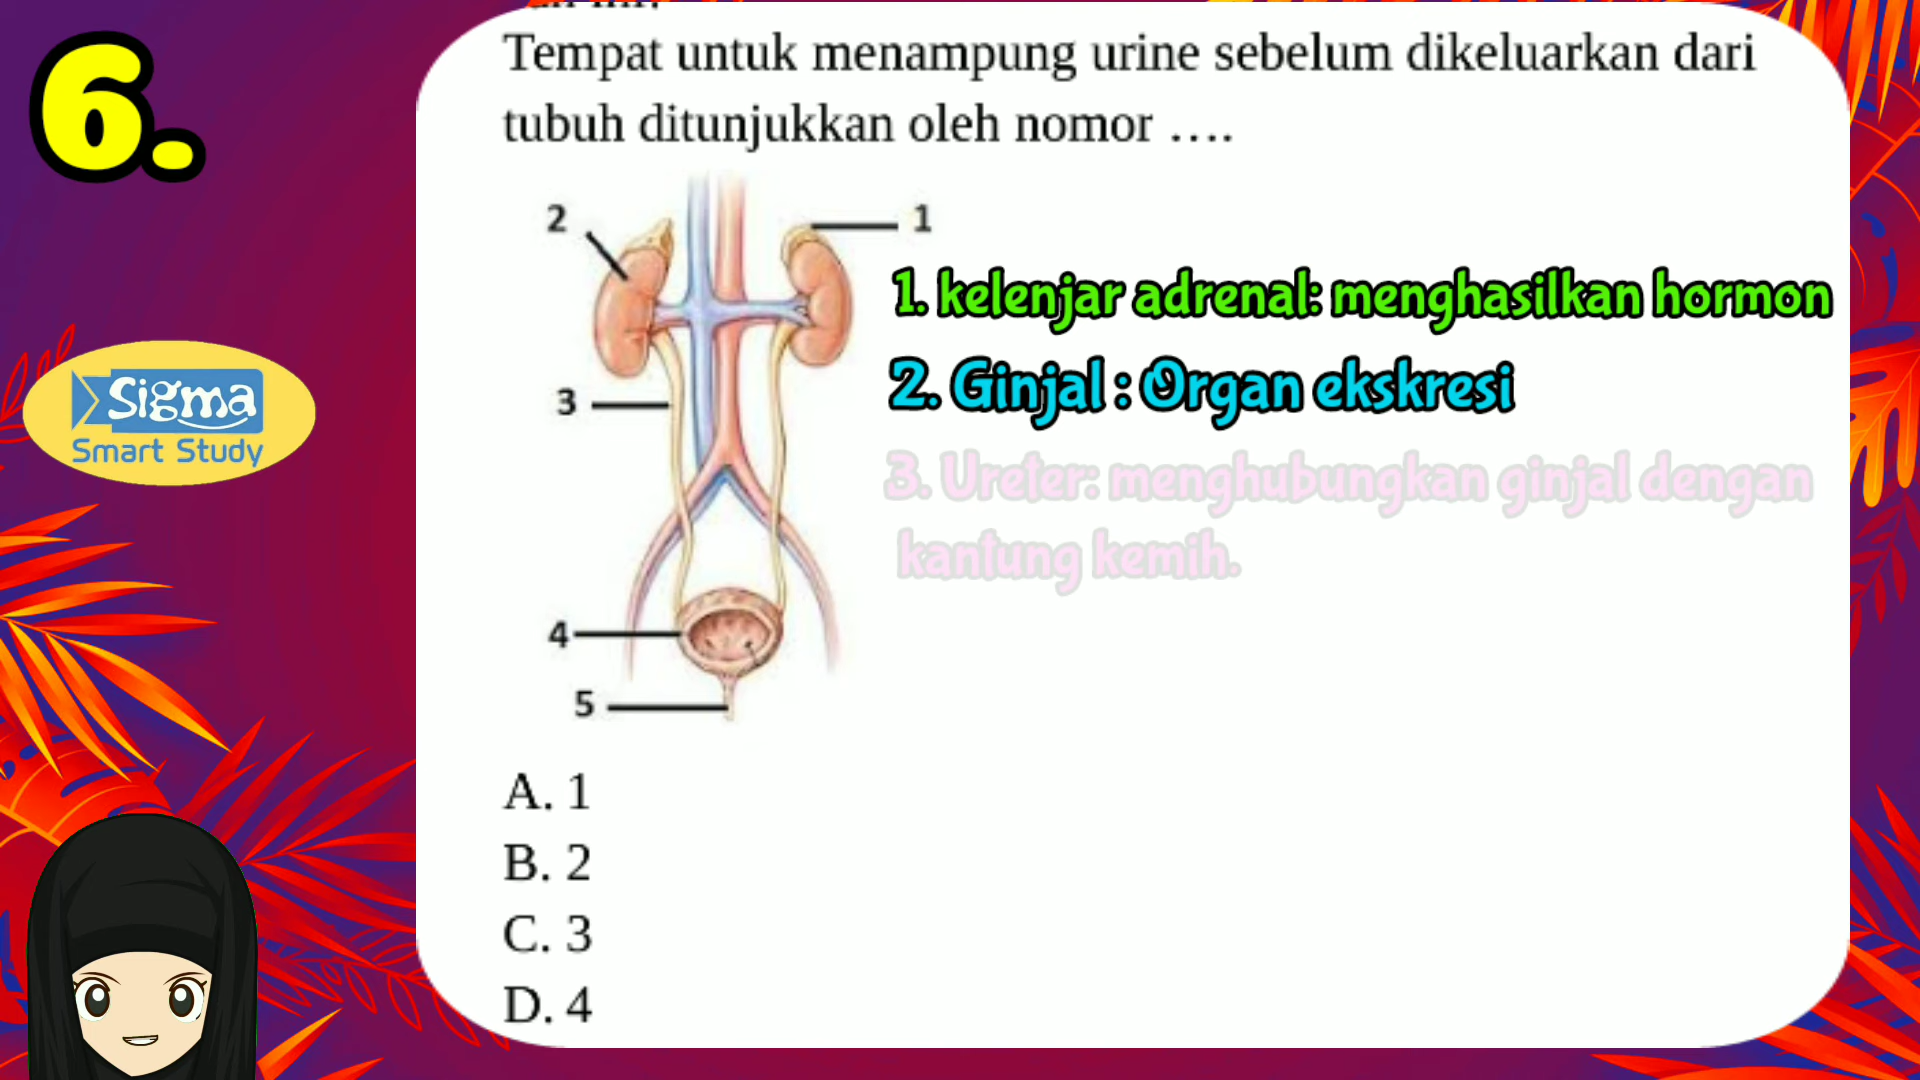 6.
Tempat untuk menampung urine sebelum dikeluarkan dari
tubuh ditunjukkan oleh nomor ....
2
1
1. kelenjar adrenal: menghasilkan hormon
2. Ginjal : Organ ekskresi
3
3. Ureter: menghubungkan ginjal dengan
kantung kemih.
4
5
Sigma
Smart Study
A. 1
B. 2
C. 3
D. 4